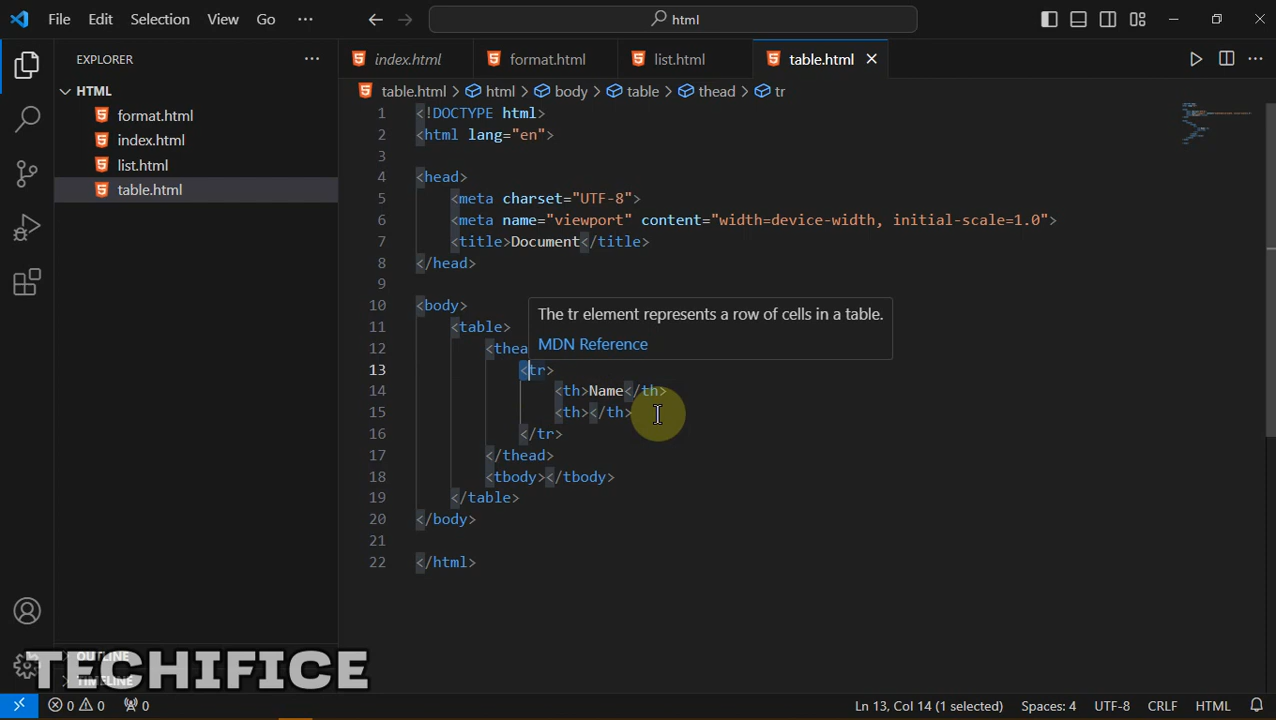 File Edit Selection View Go ··· html
EXPLORER ···
HTML
format.html
index.html
list.html
table.html
index.html format.html list.html table.html
table.html > html > body > table > thead > tr
1 <!DOCTYPE html>
2 <html lang="en">
3
4 <head>
5 <meta charset="UTF-8">
6 <meta name="viewport" content="width=device-width, initial-scale=1.0">
7 <title>Document</title>
8 </head>
9
10 <body>
The tr element represents a row of cells in a table.
11 <table>
MDN Reference
12 <thea
13 <tr>
14 <th>Name</th>
15 <th></th>
16 </tr>
17 </thead>
18 <tbody></tbody>
19 </table>
20 </body>
21
22 </html>
OUTLINE
TIMELINE
TECHIFICE
0 0 0 Ln 13, Col 14 (1 selected) Spaces: 4 UTF-8 CRLF HTML